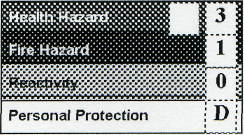 Health Hazard 3
Fire Hazard 1
Reactivity 0
Personal Protection D